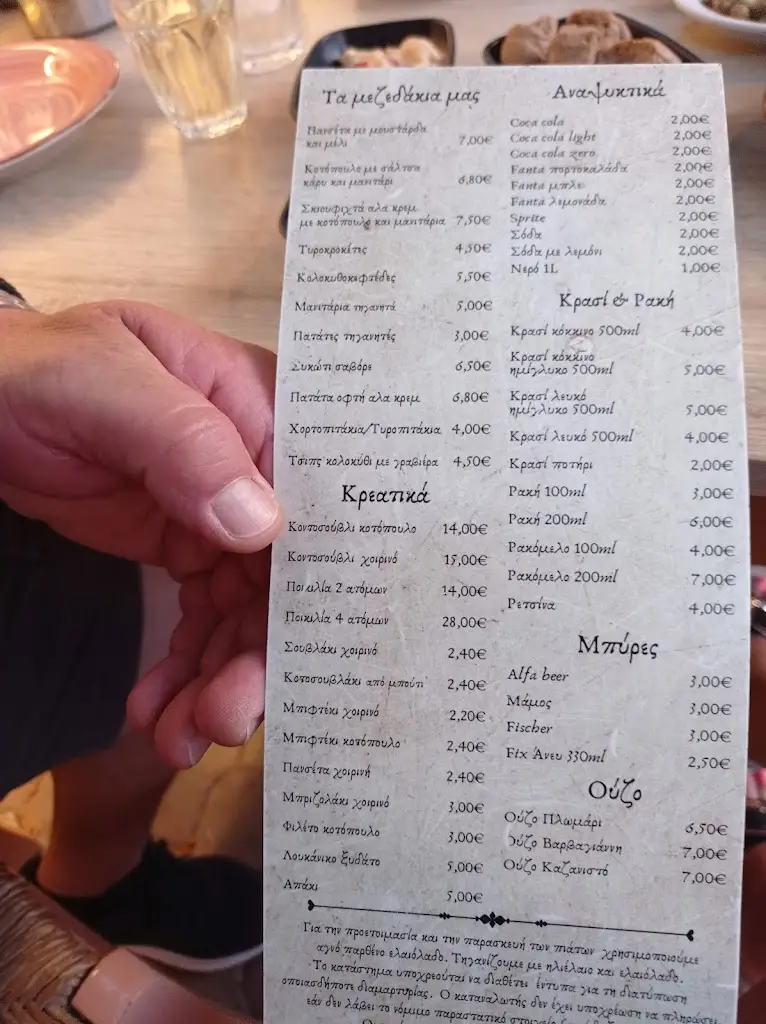 Τα μεζεδάκια μας
Πανσέτα με μουστάρδα
και μέλι 7,00€
Κοτόπουλο με σάλτσα
κάρυ και μανιτάρι 6,80€
Σκιουφιχτά αλα κρεμ
με κοτόπουλο και μανιτάρια 7,50€
Τυροκροκέτες 4,50€
Κολοκυθοκεφτέδες 5,50€
Μανιτάρια τηγανητά 5,00€
Πατάτες τηγανητές 3,00€
Συκώτι σαβόρε 6,50€
Πατάτα οφτή αλα κρεμ 6,80€
Χορτοπιτάκια/Τυροπιτάκια 4,00€
Τσιπς κολοκύθι με γραβιέρα 4,50€
Κρεατικά
Κοντοσούβλι κοτόπουλο 14,00€
Κοντοσούβλι χοιρινό 15,00€
Ποικιλία 2 ατόμων 14,00€
Ποικιλία 4 ατόμων 28,00€
Σουβλάκι χοιρινό 2,40€
Κοτοσουβλάκι από μπούτι 2,40€
Μπιφτέκι χοιρινό 2,20€
Μπιφτέκι κοτόπουλο 2,40€
Πανσέτα χοιρινή 2,40€
Μπριζολάκι χοιρινό 3,00€
Φιλέτο κοτόπουλο 3,00€
Λουκάνικο ξυδάτο 5,00€
Απάκι 5,00€
Αναψυκτικά
Coca cola 2,00€
Coca cola light 2,00€
Coca cola zero 2,00€
Fanta πορτοκαλάδα 2,00€
Fanta μπλε 2,00€
Fanta λεμονάδα 2,00€
Sprite 2,00€
Σόδα 2,00€
Σόδα με λεμόνι 2,00€
Νερό 1L 1,00€
Κρασί & Ρακή
Κρασί κόκκινο 500ml 4,00€
Κρασί κόκκινο
ημίγλυκο 500ml 5,00€
Κρασί λευκό
ημίγλυκο 500ml 5,00€
Κρασί λευκό 500ml 4,00€
Κρασί ποτήρι 2,00€
Ρακή 100ml 3,00€
Ρακή 200ml 6,00€
Ρακόμελο 100ml 4,00€
Ρακόμελο 200ml 7,00€
Ρετσίνα 4,00€
Μπύρες
Alfa beer 3,00€
Μάμος 3,00€
Fischer 3,00€
Fix Άνευ 330ml 2,50€
Ούζο
Ούζο Πλωμάρι 6,50€
Ούζο Βαρβαγιάννη 7,00€
Ούζο Καζανιστό 7,00€
Για την προετοιμασία και την παρασκευή των πιάτων χρησιμοποιούμε
αγνό παρθένο ελαιόλαδο. Τηγανίζουμε με ηλιέλαιο και ελαιόλαδο.
Το κατάστημα υποχρεούται να διαθέτει έντυπα για τη διατύπωση
οποιασδήποτε διαμαρτυρίας. Ο καταναλωτής δεν έχει υποχρέωση να πληρώσει
εάν δεν λάβει το νόμιμο παραστατικό στοιχείο